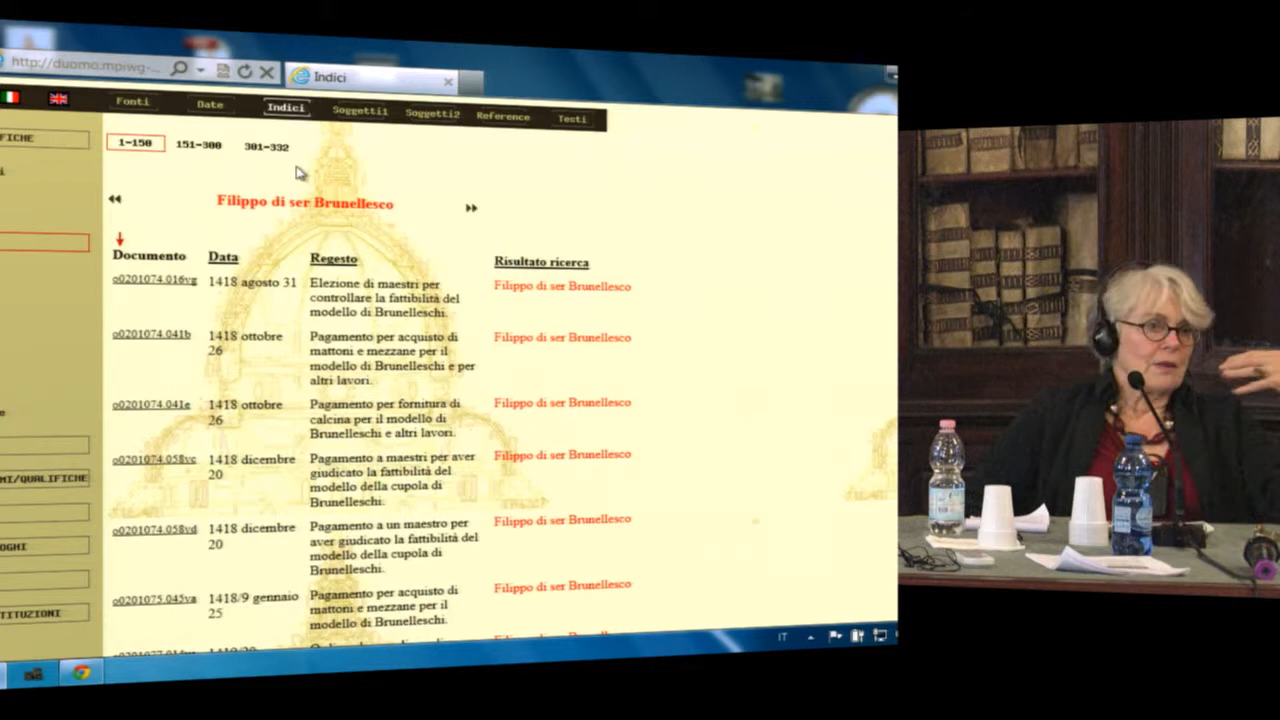 http://duomo.mpiwg-...
Indici
Fonti Date Indici Soggetti1 Soggetti2 Reference Testi
FICHE
1-150 151-300 301-332
Filippo di ser Brunellesco
Documento Data Regesto Risultato ricerca
o0201074.016vg 1418 agosto 31 Elezione di maestri per Filippo di ser Brunellesco
controllare la fattibilità del
modello di Brunelleschi.
o0201074.041b 1418 ottobre Pagamento per acquisto di Filippo di ser Brunellesco
26 mattoni e mezzane per il
modello di Brunelleschi e per
altri lavori.
o0201074.041e 1418 ottobre Pagamento per fornitura di Filippo di ser Brunellesco
26 calcina per il modello di
Brunelleschi e altri lavori.
o0201074.058vc 1418 dicembre Pagamento a maestri per aver Filippo di ser Brunellesco
20 giudicato la fattibilità del
modello della cupola di
Brunelleschi.
MI/QUALIFICHE
o0201074.058vd 1418 dicembre Pagamento a un maestro per Filippo di ser Brunellesco
20 aver giudicato la fattibilità del
modello della cupola di
Brunelleschi.
OGHI
o0201075.045va 1418/9 gennaio Pagamento per acquisto di Filippo di ser Brunellesco
25 mattoni e mezzane per il
modello di Brunelleschi.
TITUZIONI
IT